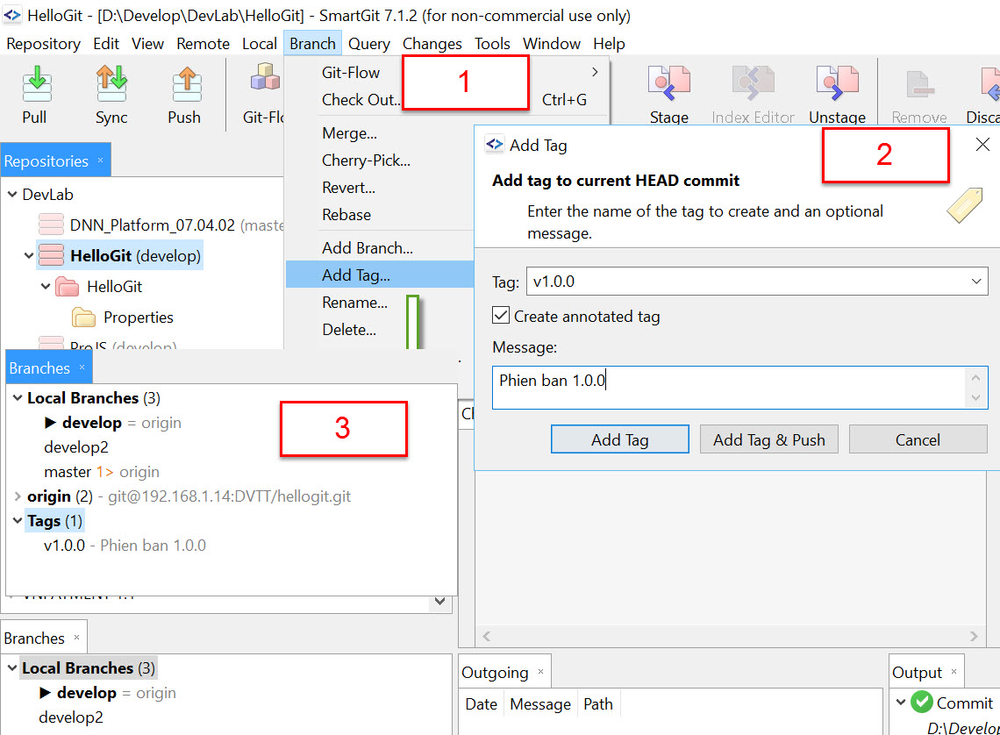 HelloGit - [D:\Develop\DevLab\HelloGit] - SmartGit 7.1.2 (for non-commercial use only)
Repository Edit View Remote Local Branch Query Changes Tools Window Help
Pull Sync Push Git-Flo Stage Index Editor Unstage Remove Disca
Git-Flow
Check Out.. Ctrl+G
Merge...
Cherry-Pick...
Revert...
Rebase
Add Branch...
Add Tag...
Rename...
Delete...
1
Repositories
DevLab
DNN_Platform_07.04.02 (maste
HelloGit (develop)
HelloGit
Properties
ProJS (develop)
Add Tag
2
Add tag to current HEAD commit
Enter the name of the tag to create and an optional
message.
Tag: v1.0.0
Create annotated tag
Message:
Phien ban 1.0.0
Add Tag Add Tag & Push Cancel
Branches
3
Local Branches (3)
develop = origin
develop2
master 1> origin
origin (2) - git@192.168.1.14:DVTT/hellogit.git
Tags (1)
v1.0.0 - Phien ban 1.0.0
Branches
Local Branches (3)
develop = origin
develop2
Outgoing
Date Message Path
Output
Commit
D:\Develop